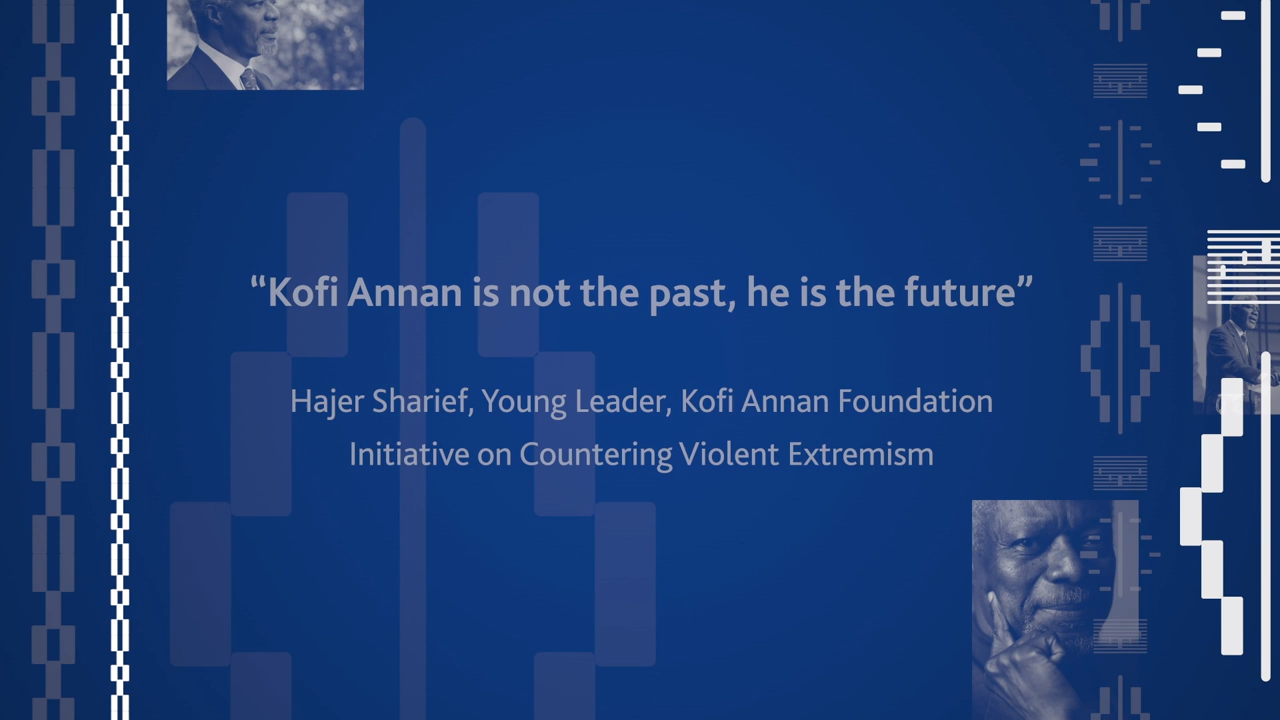 “Kofi Annan is not the past, he is the future”
Hajer Sharief, Young Leader, Kofi Annan Foundation
Initiative on Countering Violent Extremism